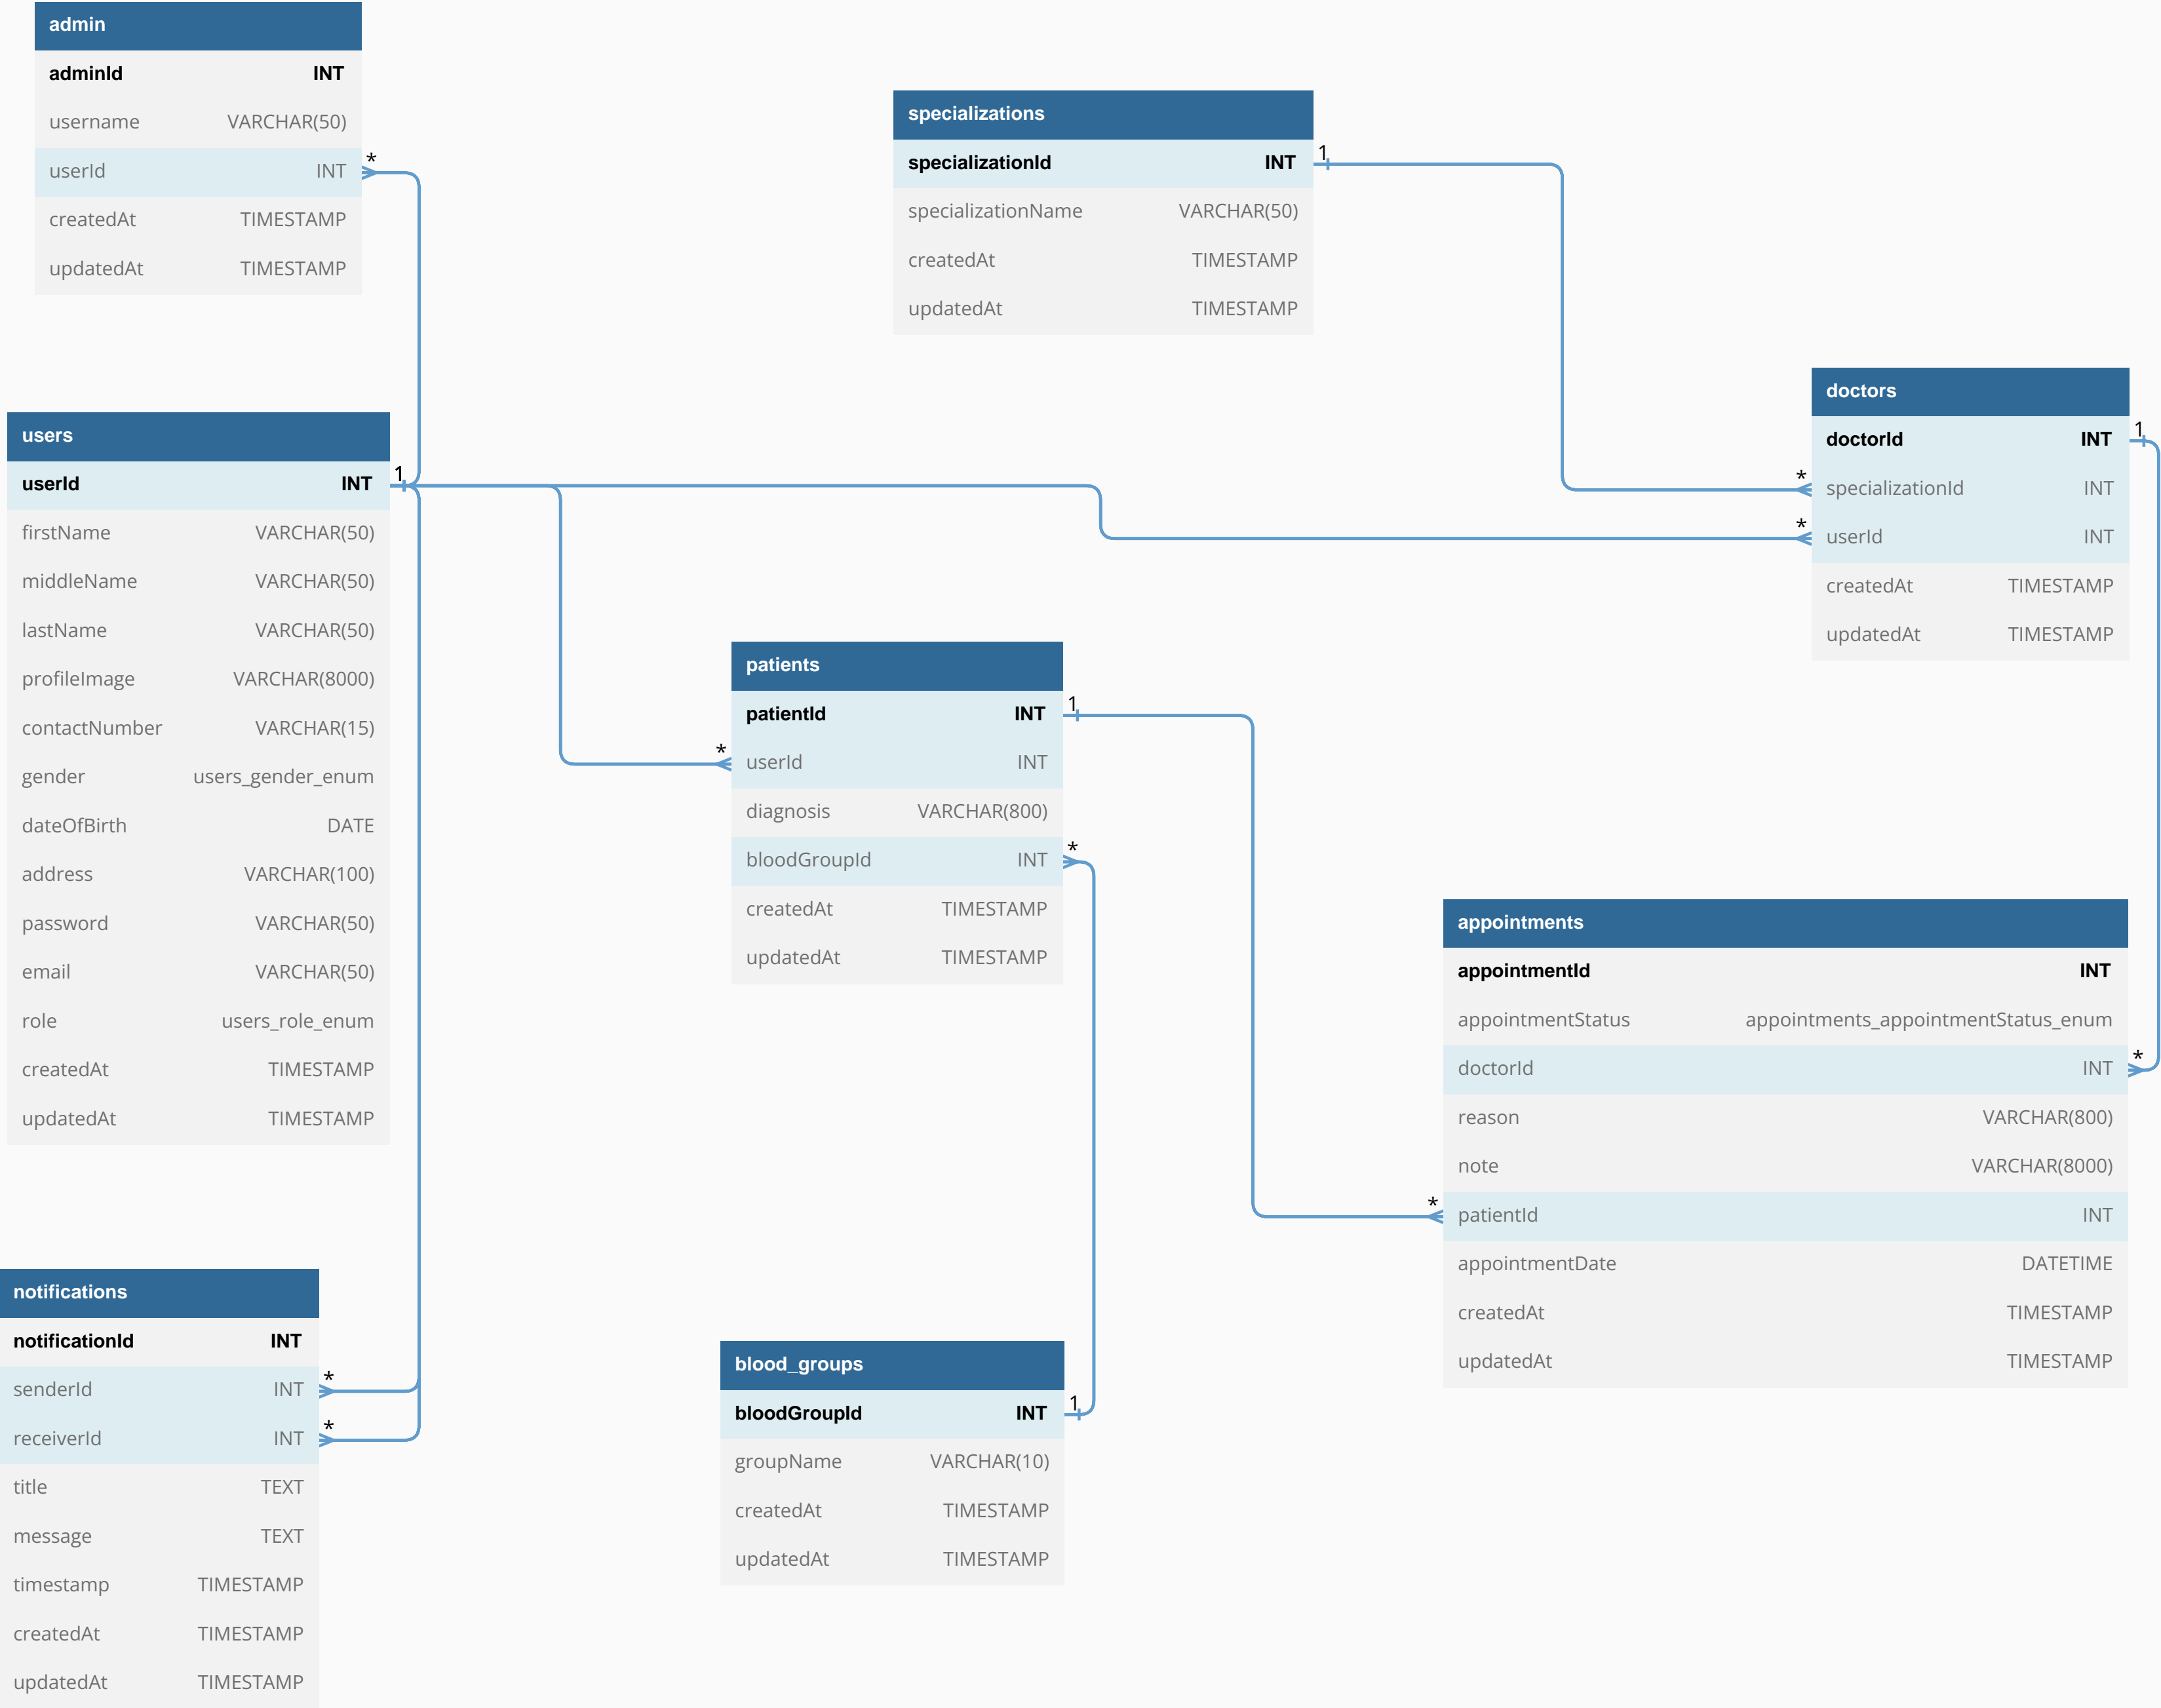 admin
adminId INT
username VARCHAR(50)
userId INT *
createdAt TIMESTAMP
updatedAt TIMESTAMP
specializations
specializationId INT 1
specializationName VARCHAR(50)
createdAt TIMESTAMP
updatedAt TIMESTAMP
doctors
doctorId INT 1
* specializationId INT
* userId INT
createdAt TIMESTAMP
updatedAt TIMESTAMP
users
userId INT 1
firstName VARCHAR(50)
middleName VARCHAR(50)
lastName VARCHAR(50)
profileImage VARCHAR(8000)
contactNumber VARCHAR(15)
gender users_gender_enum
dateOfBirth DATE
address VARCHAR(100)
password VARCHAR(50)
email VARCHAR(50)
role users_role_enum
createdAt TIMESTAMP
updatedAt TIMESTAMP
patients
patientId INT 1
* userId INT
diagnosis VARCHAR(800)
bloodGroupId INT *
createdAt TIMESTAMP
updatedAt TIMESTAMP
appointments
appointmentId INT
appointmentStatus appointments_appointmentStatus_enum
doctorId INT *
reason VARCHAR(800)
note VARCHAR(8000)
* patientId INT
appointmentDate DATETIME
createdAt TIMESTAMP
updatedAt TIMESTAMP
notifications
notificationId INT
senderId INT *
receiverId INT *
title TEXT
message TEXT
timestamp TIMESTAMP
createdAt TIMESTAMP
updatedAt TIMESTAMP
blood_groups
bloodGroupId INT 1
groupName VARCHAR(10)
createdAt TIMESTAMP
updatedAt TIMESTAMP